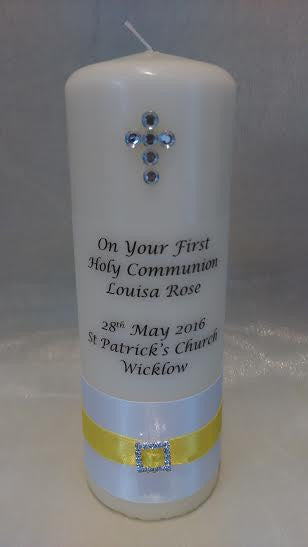 On Your First
Holy Communion
Louisa Rose
28th May 2016
St Patrick's Church
Wicklow